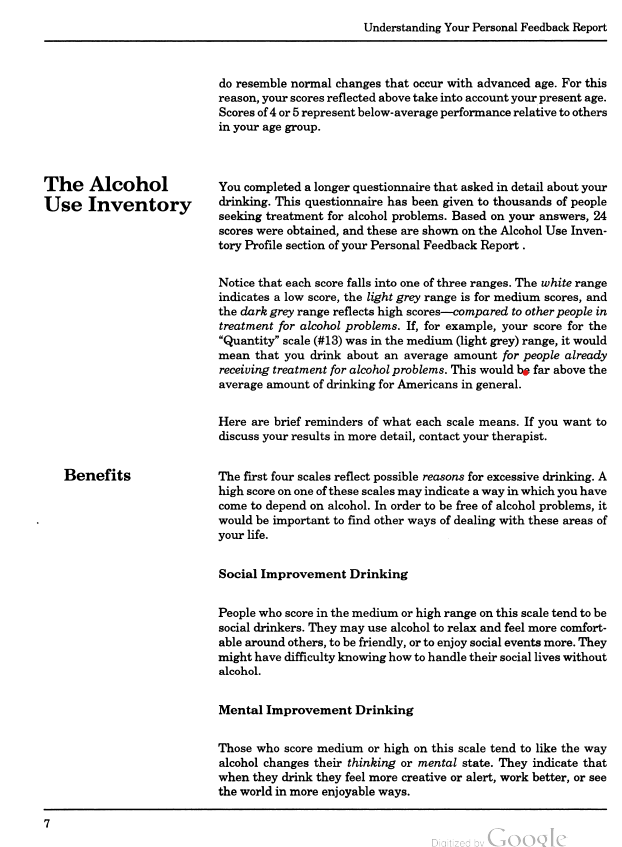 Understanding Your Personal Feedback Report
do resemble normal changes that occur with advanced age. For this
reason, your scores reflected above take into account your present age.
Scores of 4 or 5 represent below-average performance relative to others
in your age group.
The Alcohol
Use Inventory
You completed a longer questionnaire that asked in detail about your
drinking. This questionnaire has been given to thousands of people
seeking treatment for alcohol problems. Based on your answers, 24
scores were obtained, and these are shown on the Alcohol Use Inven-
tory Profile section of your Personal Feedback Report .
Notice that each score falls into one of three ranges. The white range
indicates a low score, the light grey range is for medium scores, and
the dark grey range reflects high scores—compared to other people in
treatment for alcohol problems. If, for example, your score for the
“Quantity” scale (#13) was in the medium (light grey) range, it would
mean that you drink about an average amount for people already
receiving treatment for alcohol problems. This would be far above the
average amount of drinking for Americans in general.
Here are brief reminders of what each scale means. If you want to
discuss your results in more detail, contact your therapist.
Benefits
The first four scales reflect possible reasons for excessive drinking. A
high score on one of these scales may indicate a way in which you have
come to depend on alcohol. In order to be free of alcohol problems, it
would be important to find other ways of dealing with these areas of
your life.
Social Improvement Drinking
People who score in the medium or high range on this scale tend to be
social drinkers. They may use alcohol to relax and feel more comfort-
able around others, to be friendly, or to enjoy social events more. They
might have difficulty knowing how to handle their social lives without
alcohol.
Mental Improvement Drinking
Those who score medium or high on this scale tend to like the way
alcohol changes their thinking or mental state. They indicate that
when they drink they feel more creative or alert, work better, or see
the world in more enjoyable ways.
7
Digitized by Google